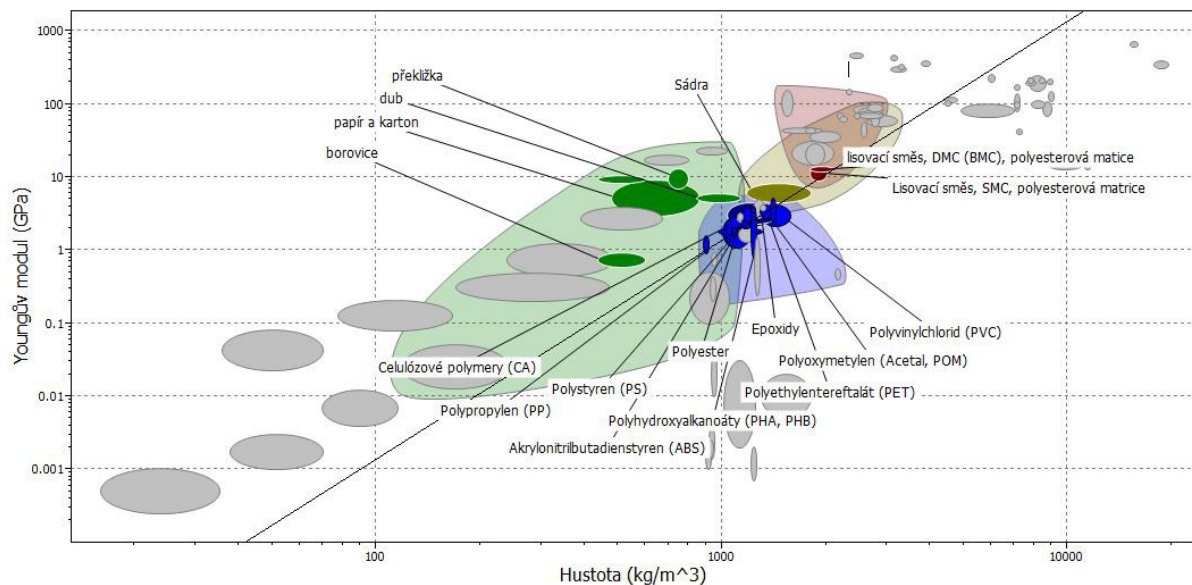 1000
100
10
1
0.1
0.01
0.001
Youngův modul (GPa)
překližka
dub
papír a karton
borovice
Sádra
lisovací směs, DMC (BMC), polyesterová matice
Lisovací směs, SMC, polyesterová matrice
Epoxidy
Polyvinylchlorid (PVC)
Polyester
Polyoxymetylen (Acetal, POM)
Celulózové polymery (CA)
Polystyren (PS)
Polyethylentereftalát (PET)
Polypropylen (PP)
Polyhydroxyalkanoáty (PHA, PHB)
Akrylonitributadienstyren (ABS)
100
1000
10000
Hustota (kg/m^3)